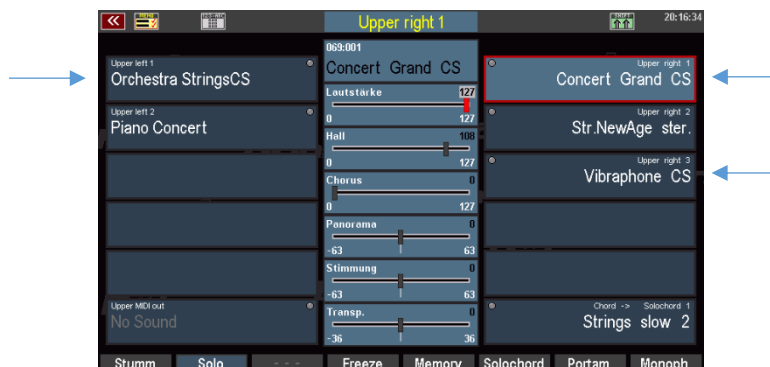 Upper right 1
20:16:34
Upper left 1
Orchestra StringsCS
Upper left 2
Piano Concert
Upper MIDI out
No Sound
069:001
Concert Grand CS
Lautstärke 127
0 127
Hall 108
0 127
Chorus 0
0 127
Panorama 0
-63 63
Stimmung 0
-63 63
Transp. 0
-36 36
Upper right 1
Concert Grand CS
Upper right 2
Str.NewAge ster.
Upper right 3
Vibraphone CS
Chord -> Solochord 1
Strings slow 2
Stumm Solo - - - Freeze Memory Solochord Portam Monoph